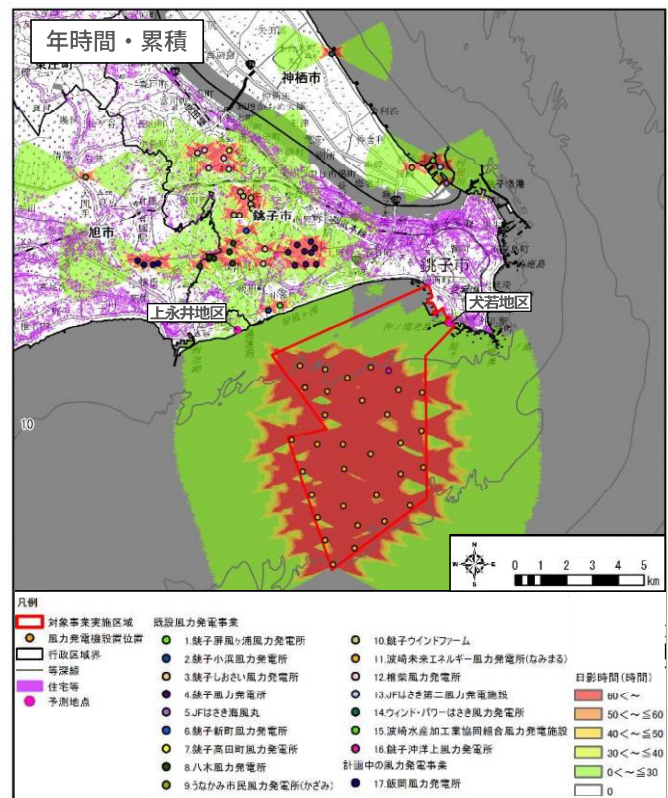 年時間・累積
東庄町
神栖市
旭市
銚子市
銚子市
上永井地区
犬若地区
10
N
W
E
S
0 1 2 3 4 5
km
凡例
対象事業実施区域
風力発電機設置位置
行政区域界
等深線
住宅等
予測地点
既設風力発電事業
1.銚子屏風ヶ浦風力発電所
2.銚子小浜風力発電所
3.銚子しおさい風力発電所
4.銚子風力発電所
5.JFはさき海風丸
6.銚子新町風力発電所
7.銚子高田町風力発電所
8.八木風力発電所
9.うなかみ市民風力発電所(かざみ)
10.銚子ウインドファーム
11.波崎未来エネルギー風力発電所(なみまる)
12.椎柴風力発電所
13.JFはさき第二風力発電施設
14.ウィンド・パワーはさき風力発電所
15.波崎水産加工業協同組合風力発電施設
16.銚子沖洋上風力発電所
計画中の風力発電事業
17.飯岡風力発電所
日影時間(時間)
60<~
50<~≦60
40<~≦50
30<~≦40
0<~≦30
0